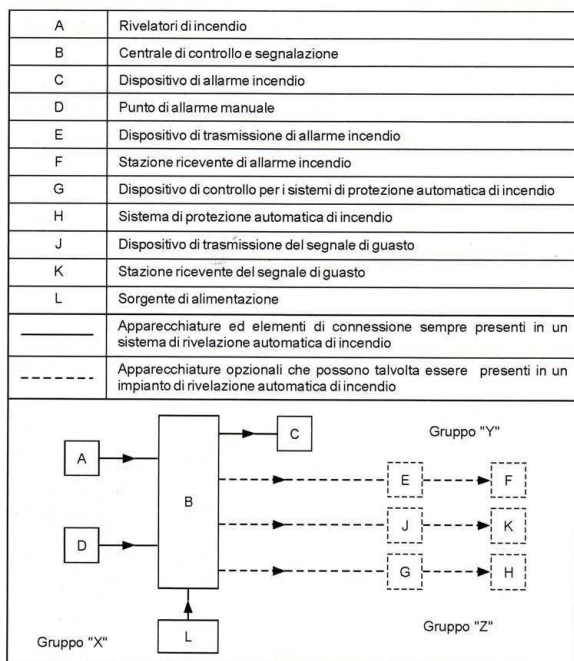 A Rivelatori di incendio
B Centrale di controllo e segnalazione
C Dispositivo di allarme incendio
D Punto di allarme manuale
E Dispositivo di trasmissione di allarme incendio
F Stazione ricevente di allarme incendio
G Dispositivo di controllo per i sistemi di protezione automatica di incendio
H Sistema di protezione automatica di incendio
J Dispositivo di trasmissione del segnale di guasto
K Stazione ricevente del segnale di guasto
L Sorgente di alimentazione
Apparecchiature ed elementi di connessione sempre presenti in un
sistema di rivelazione automatica di incendio
Apparecchiature opzionali che possono talvolta essere presenti in un
impianto di rivelazione automatica di incendio
C Gruppo "Y"
A
E F
B
D J K
G H
L
Gruppo "X" Gruppo "Z"